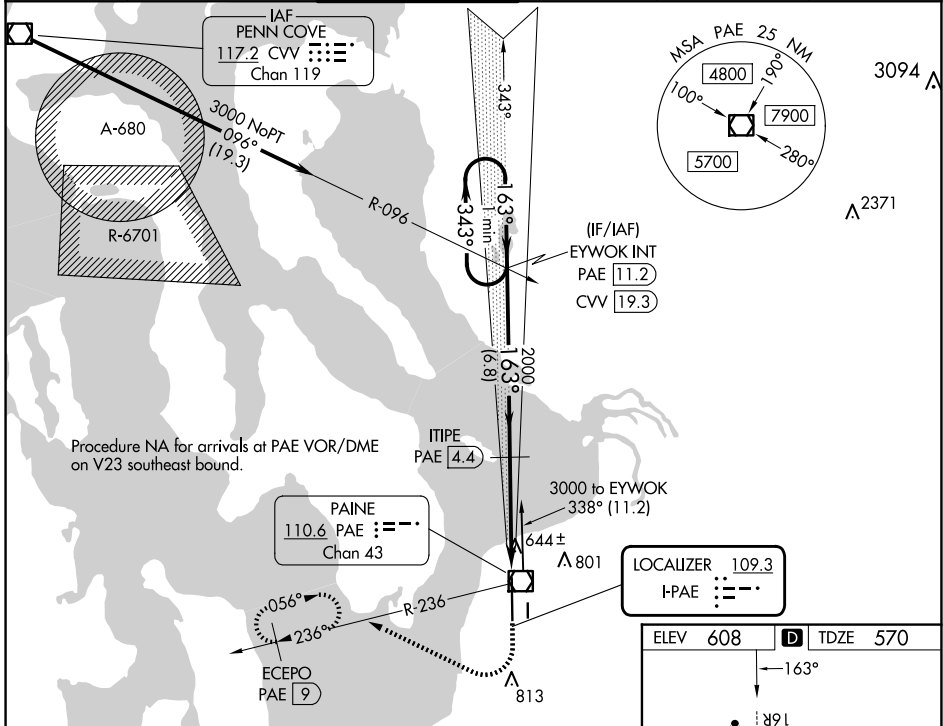 IAF
PENN COVE
117.2 CVV
Chan 119
MSA PAE 25 NM
4800
190°
100°
7900
5700
280°
3094
2371
A-680
R-6701
3000 NoPT
096°
(19.3)
R-096
343°
163°
343°
1 min
(IF/IAF)
EYWOK INT
PAE 11.2
CVV 19.3
2000
163°
(6.8)
Procedure NA for arrivals at PAE VOR/DME
on V23 southeast bound.
ITIPE
PAE 4.4
3000 to EYWOK
338° (11.2)
PAINE
110.6 PAE
Chan 43
644±
801
LOCALIZER 109.3
I-PAE
056°
236°
R-236
ECEPO
PAE 9
813
ELEV 608 D TDZE 570
163°
16R